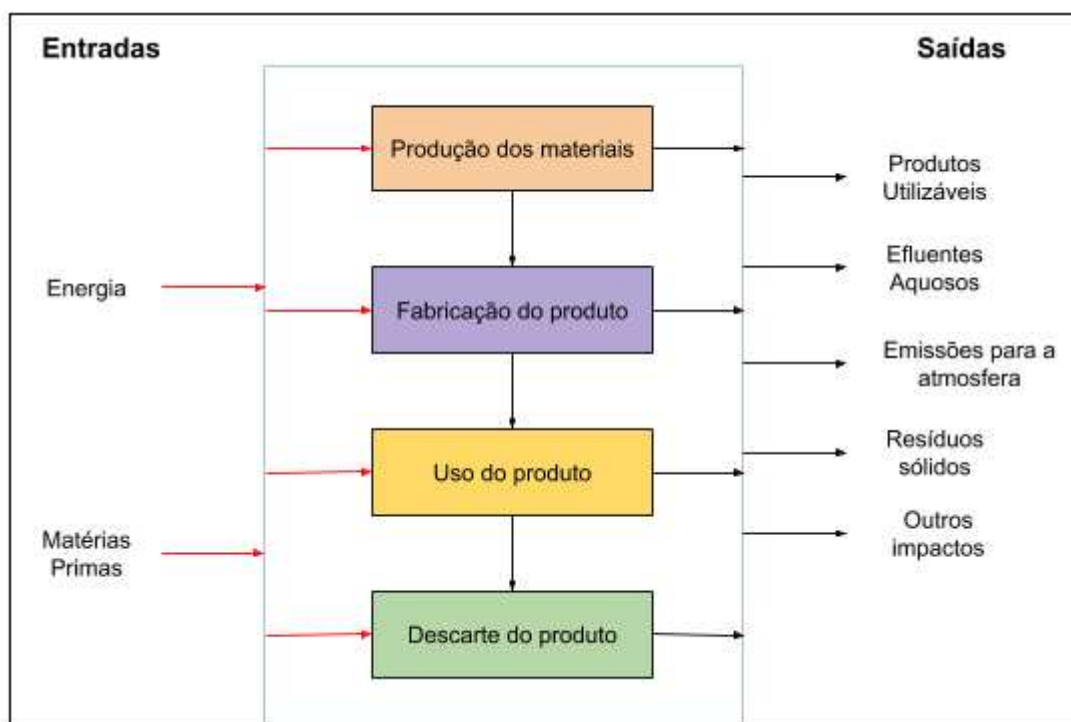 Entradas
Saídas
Produção dos materiais
Produtos
Utilizáveis
Energia
Fabricação do produto
Efluentes
Aquosos
Emissões para a
atmosfera
Uso do produto
Resíduos
sólidos
Matérias
Primas
Outros
impactos
Descarte do produto